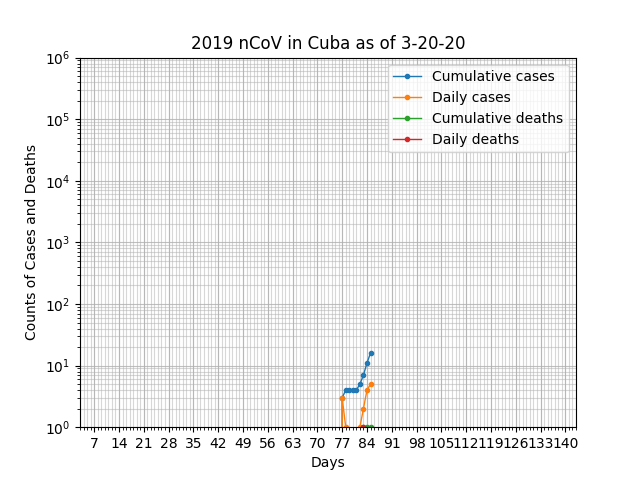 2019 nCoV in Cuba as of 3-20-20
10^6
10^5
10^4
10^3
10^2
10^1
10^0
Counts of Cases and Deaths
Cumulative cases
Daily cases
Cumulative deaths
Daily deaths
7 14 21 28 35 42 49 56 63 70 77 84 91 98 105 112 119 126 133 140
Days